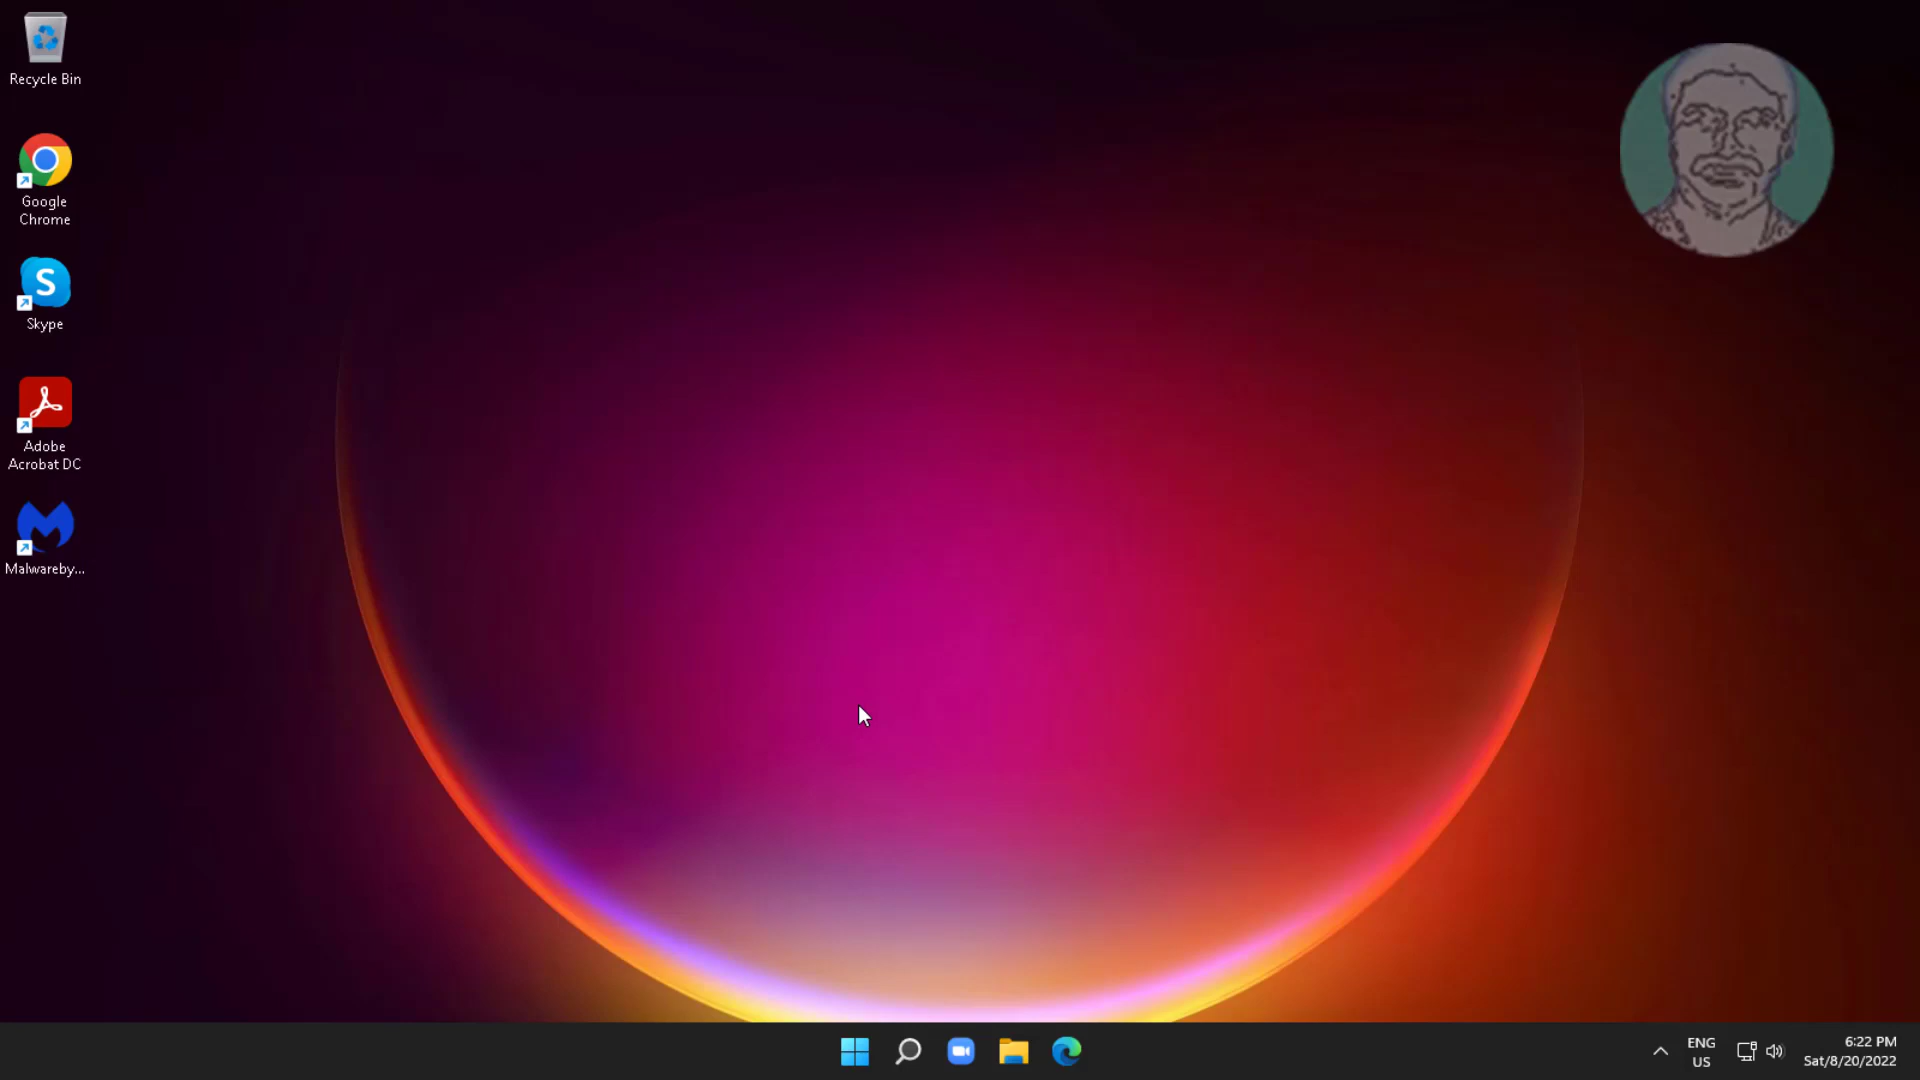 Recycle Bin
Google
Chrome
S
Skype
Adobe
Acrobat DC
Malwareby...
ENG
US
6:22 PM
Sat/8/20/2022